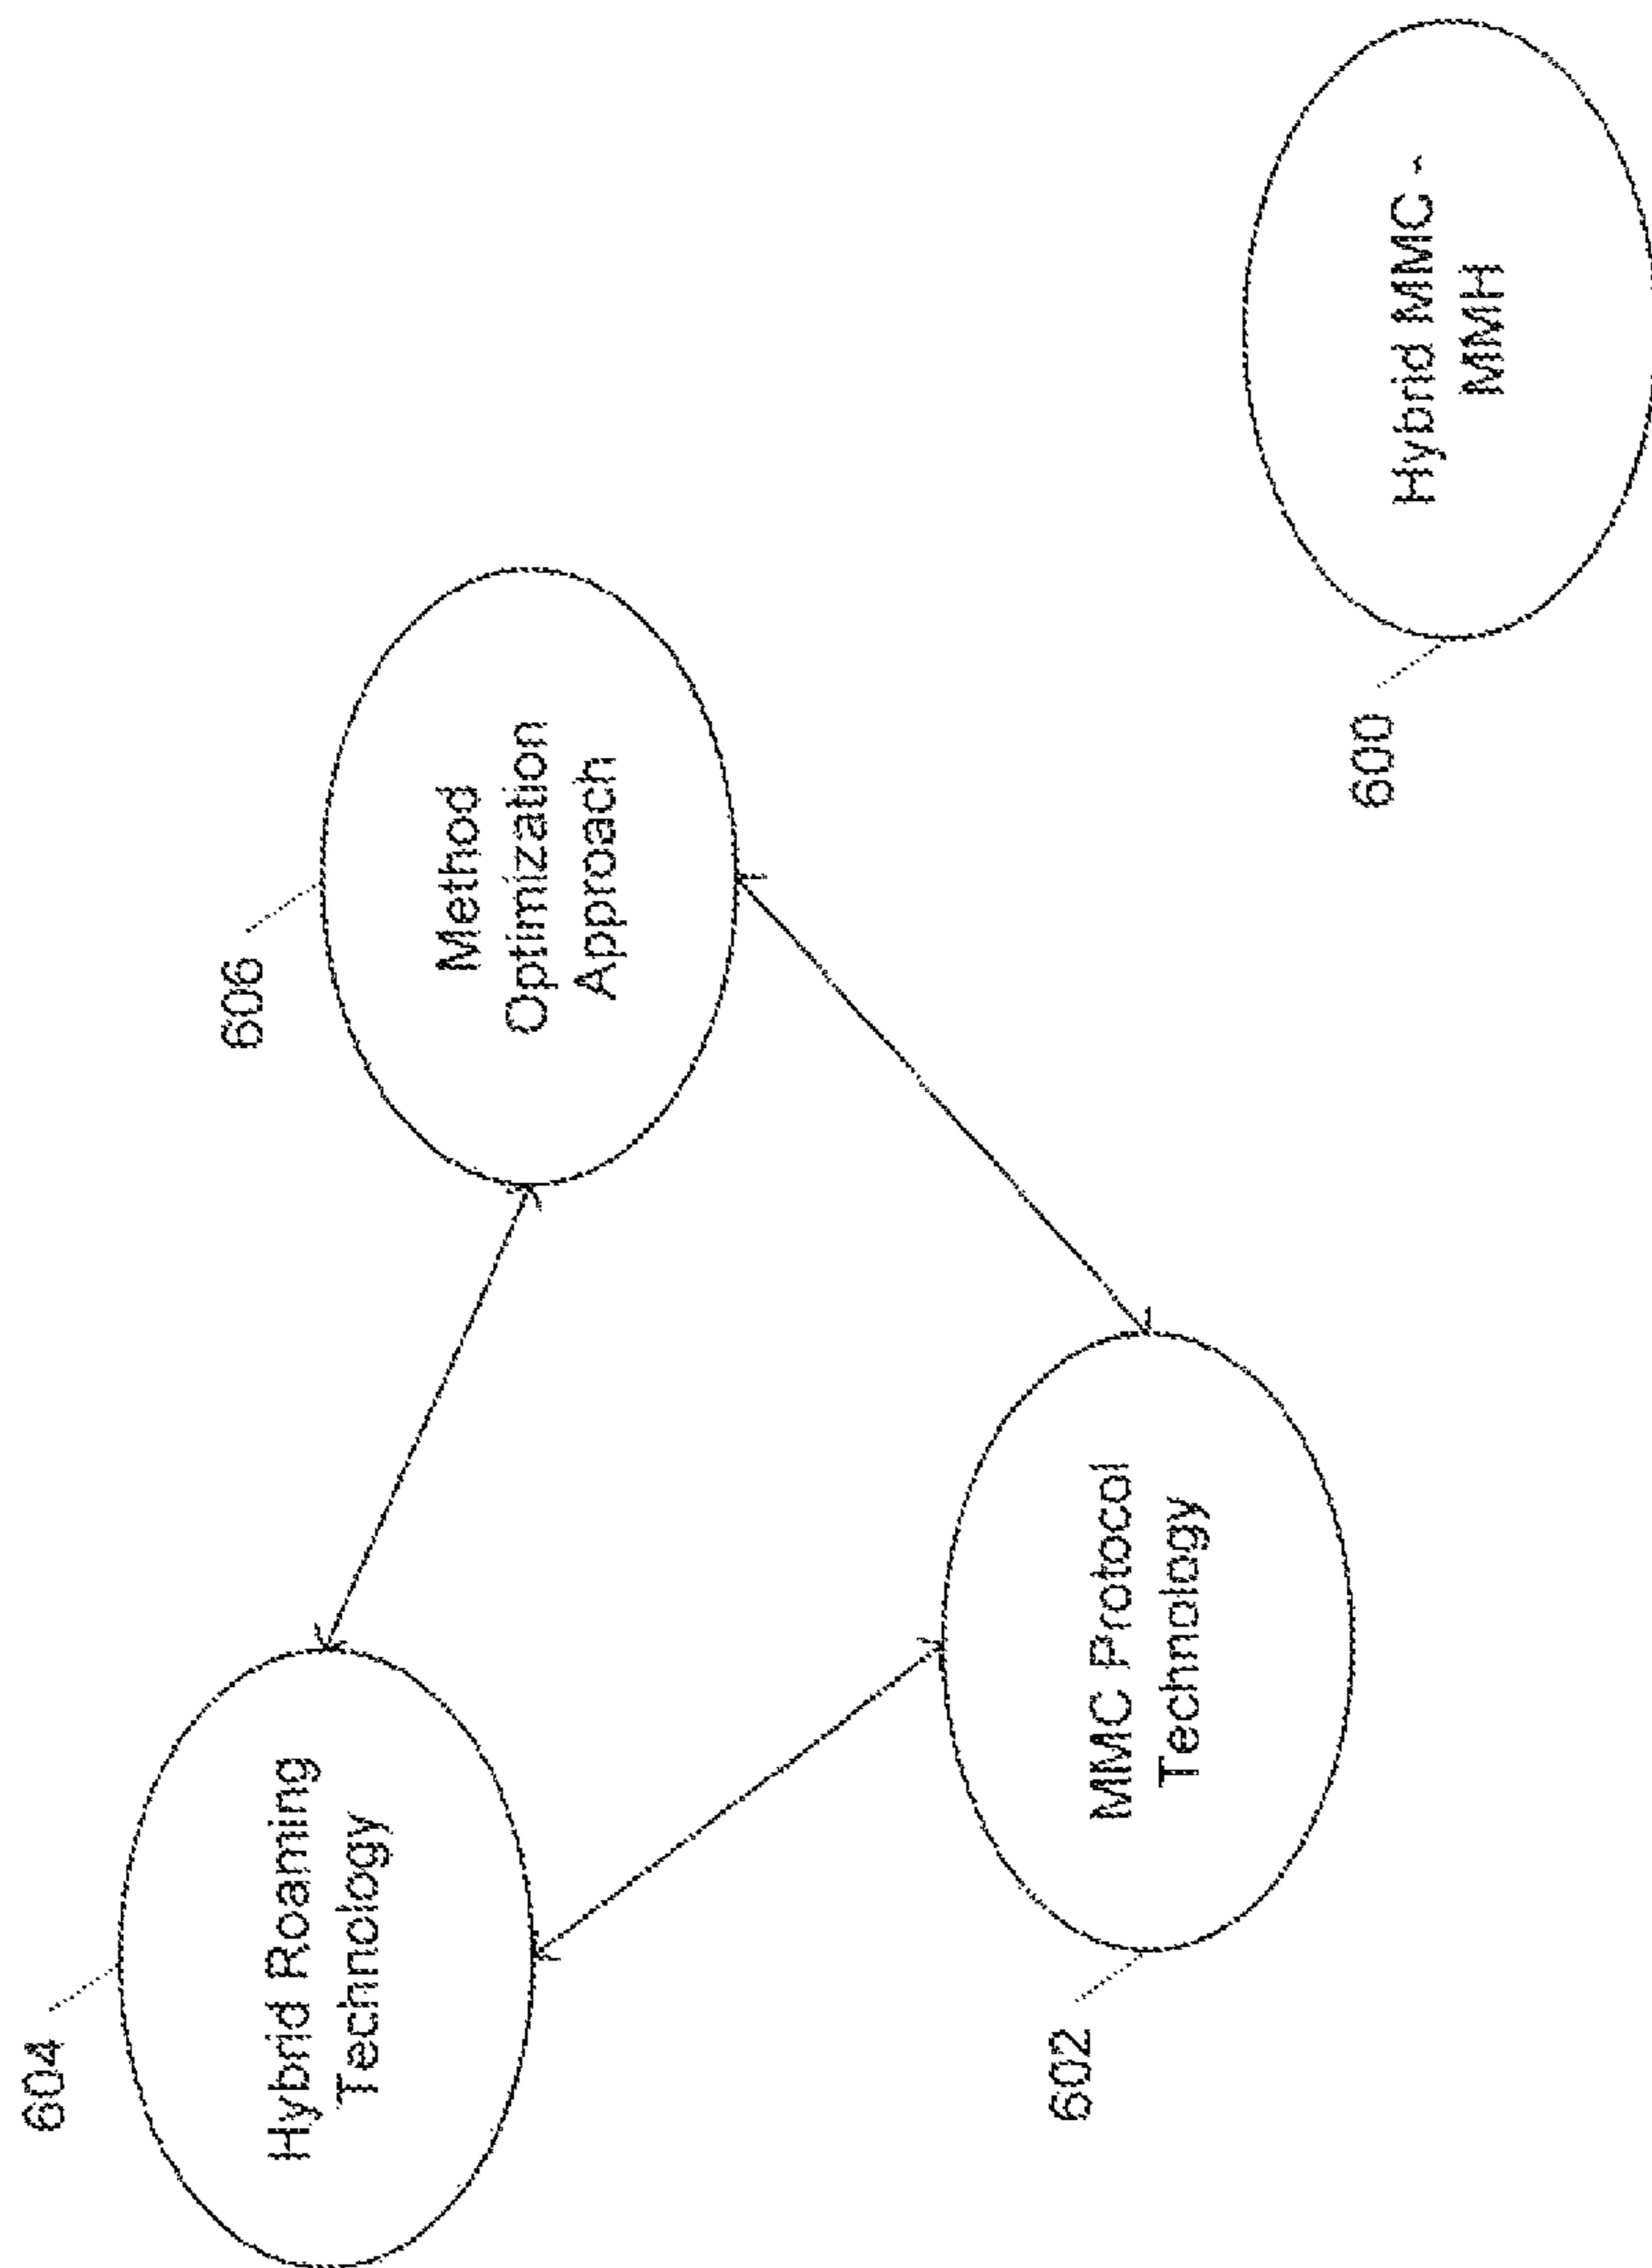 604
Hybrid Roaming
Technology
606
Method
Optimization
Approach
602
MMC Protocol
Technology
600
Hybrid MMC -
MMH